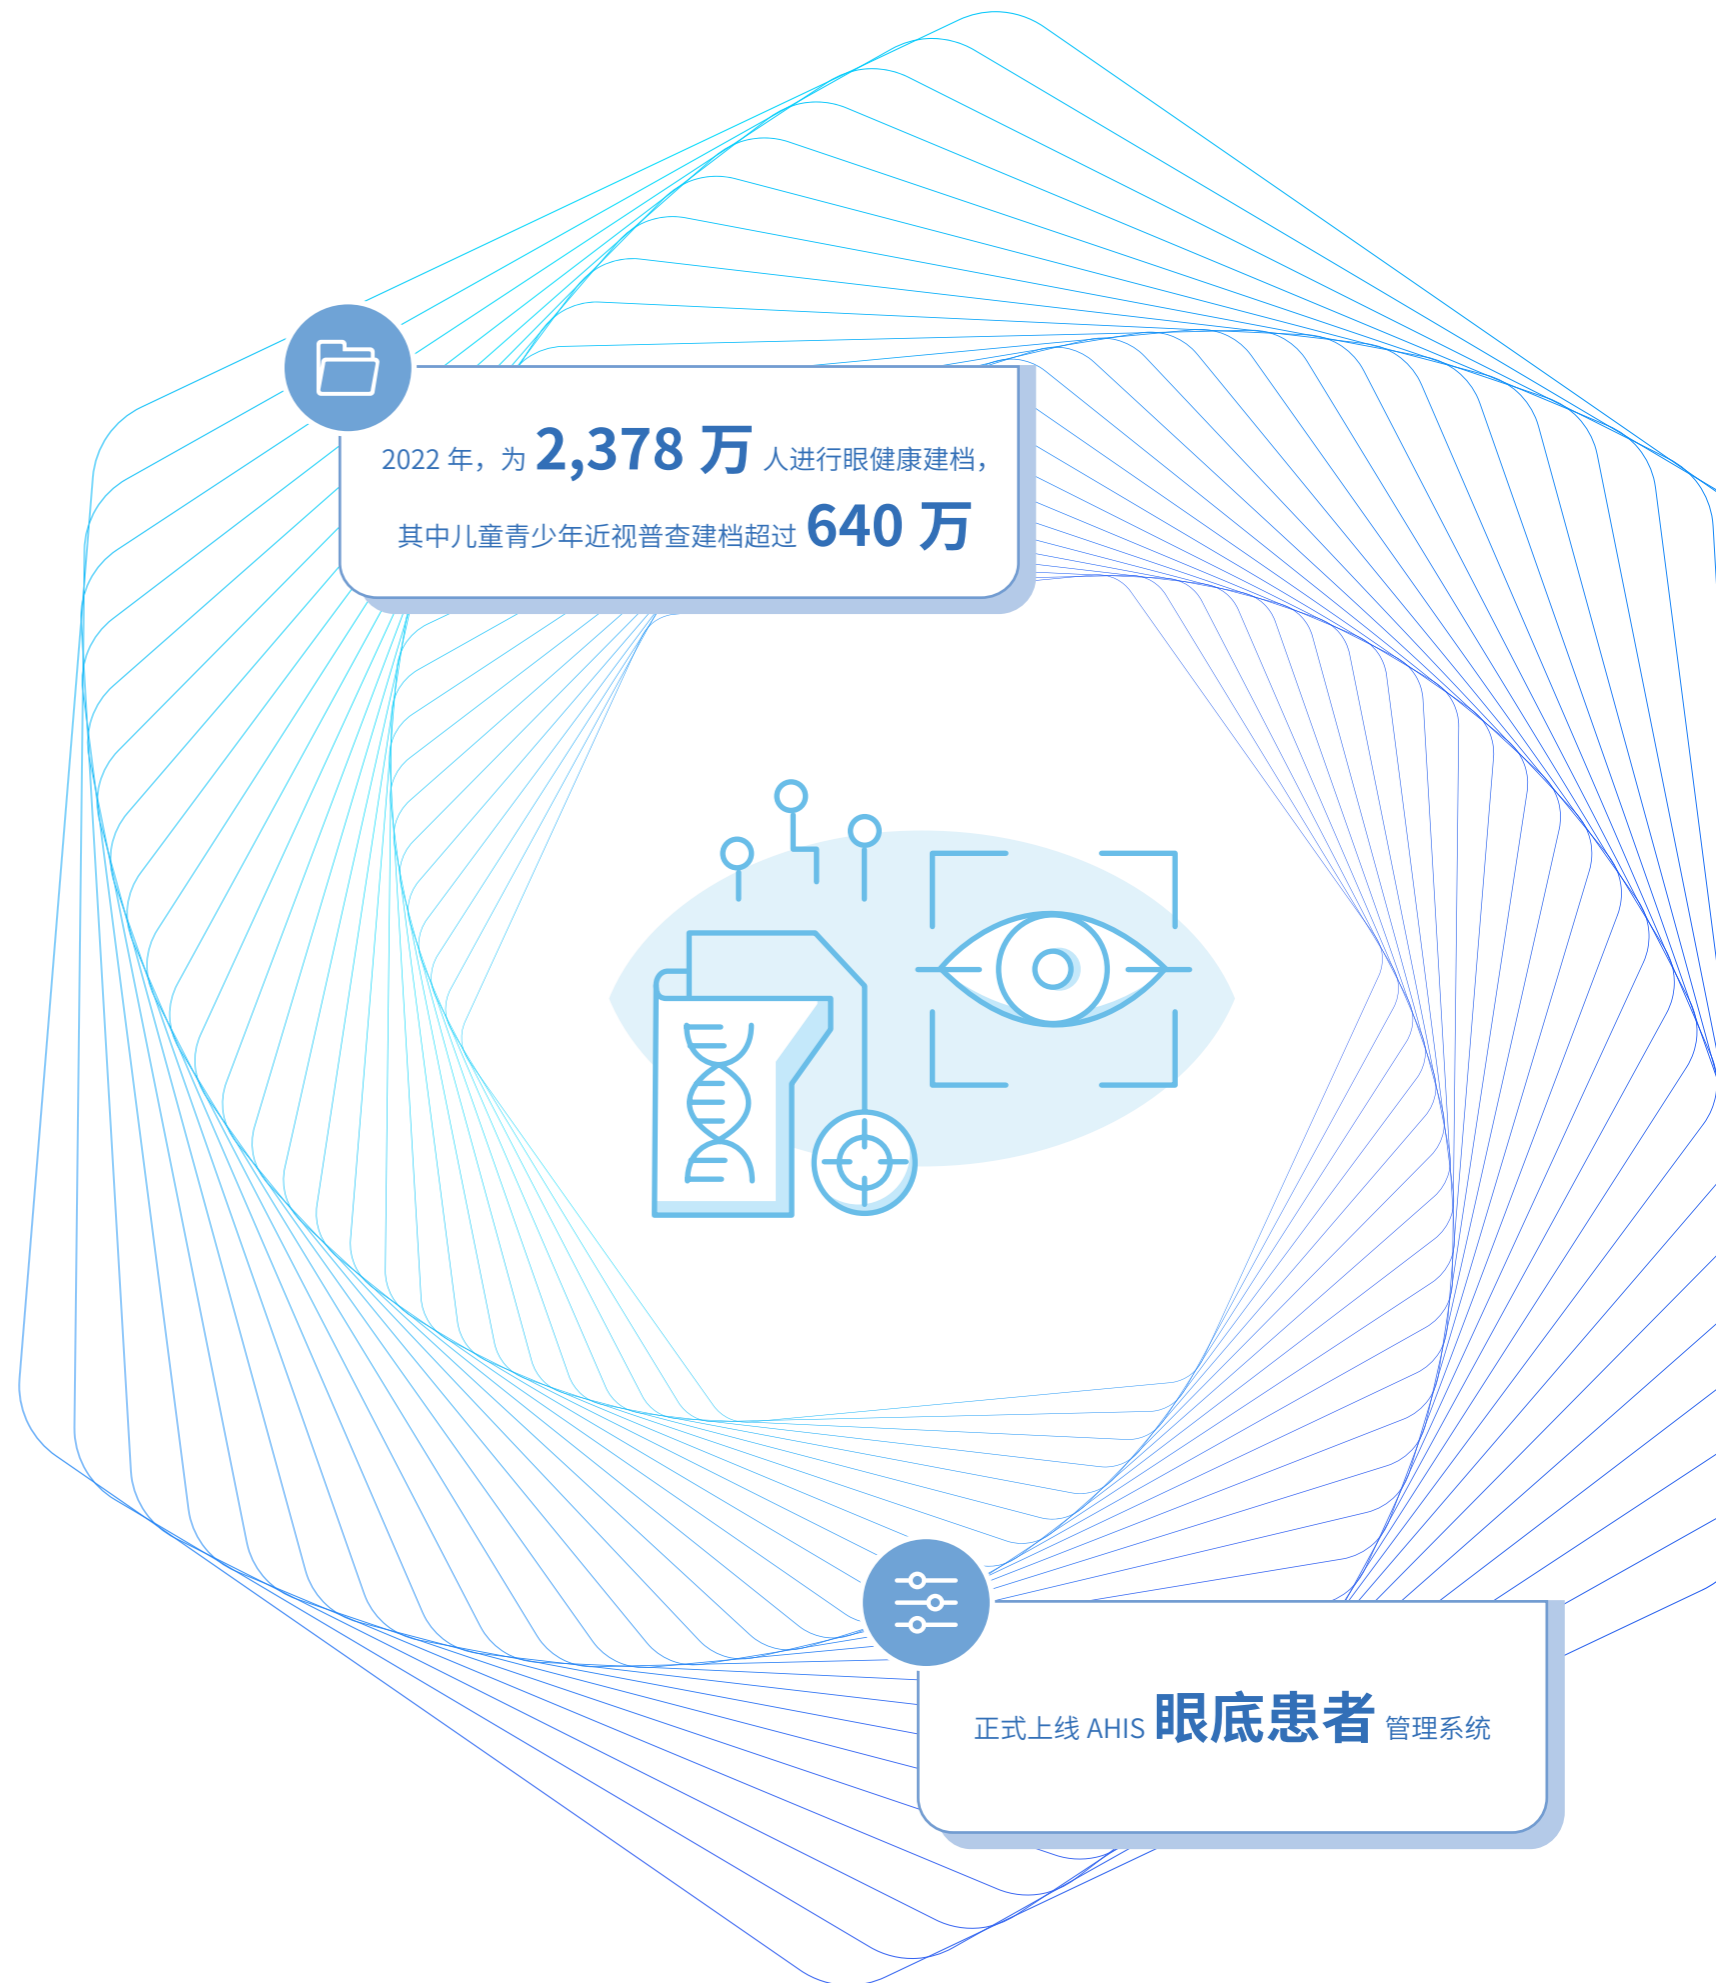 2022 年，为 2,378 万 人进行眼健康建档，
其中儿童青少年近视普查建档超过 640 万
正式上线 AHIS 眼底患者 管理系统